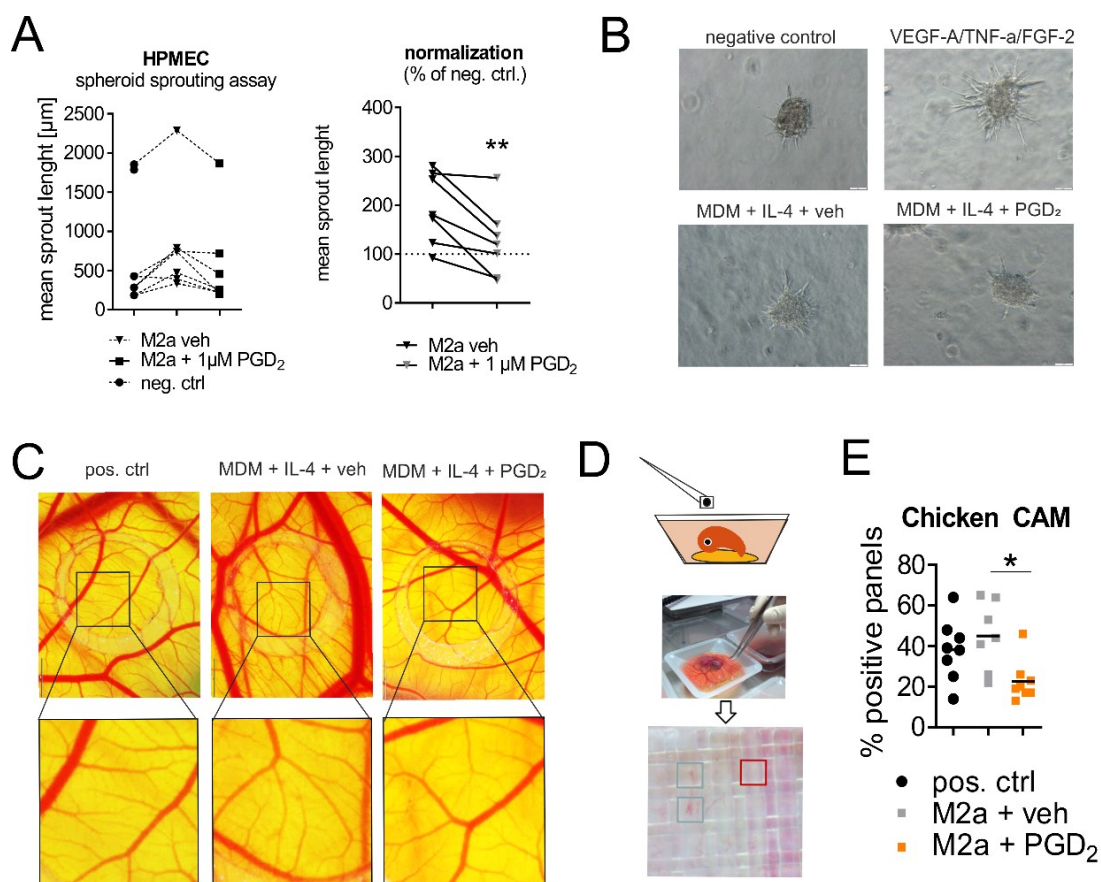 A
HPMEC
spheroid sprouting assay
mean sprout lenght [µm]
2500
2000
1500
1000
500
0
M2a veh
M2a + 1µM PGD₂
neg. ctrl
normalization
(% of neg. ctrl.)
mean sprout lenght
400
300
200
100
0
**
M2a veh
M2a + 1 µM PGD₂
B
negative control
VEGF-A/TNF-a/FGF-2
MDM + IL-4 + veh
MDM + IL-4 + PGD₂
C
pos. ctrl
MDM + IL-4 + veh
MDM + IL-4 + PGD₂
D
E
Chicken CAM
% positive panels
80
60
40
20
0
*
pos. ctrl
M2a + veh
M2a + PGD₂